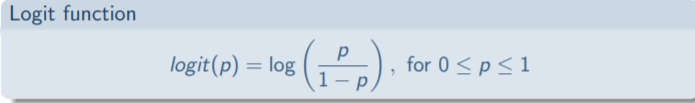 Logit function
logit(p) = log(p/(1 − p)), for 0 ≤ p ≤ 1